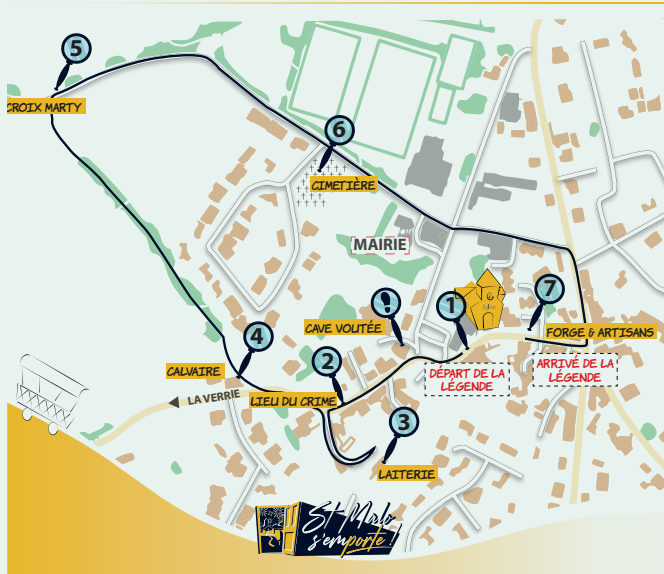 5
CROIX MARTY
6
CIMETIÈRE
MAIRIE
1
7
CAVE VOUTÉE
FORGE & ARTISANS
4
2
DÉPART DE LA
LÉGENDE
ARRIVÉ DE LA
LÉGENDE
CALVAIRE
LA VERRIE
LIEU DU CRIME
3
LAITERIE
St Malo
s'emporte !